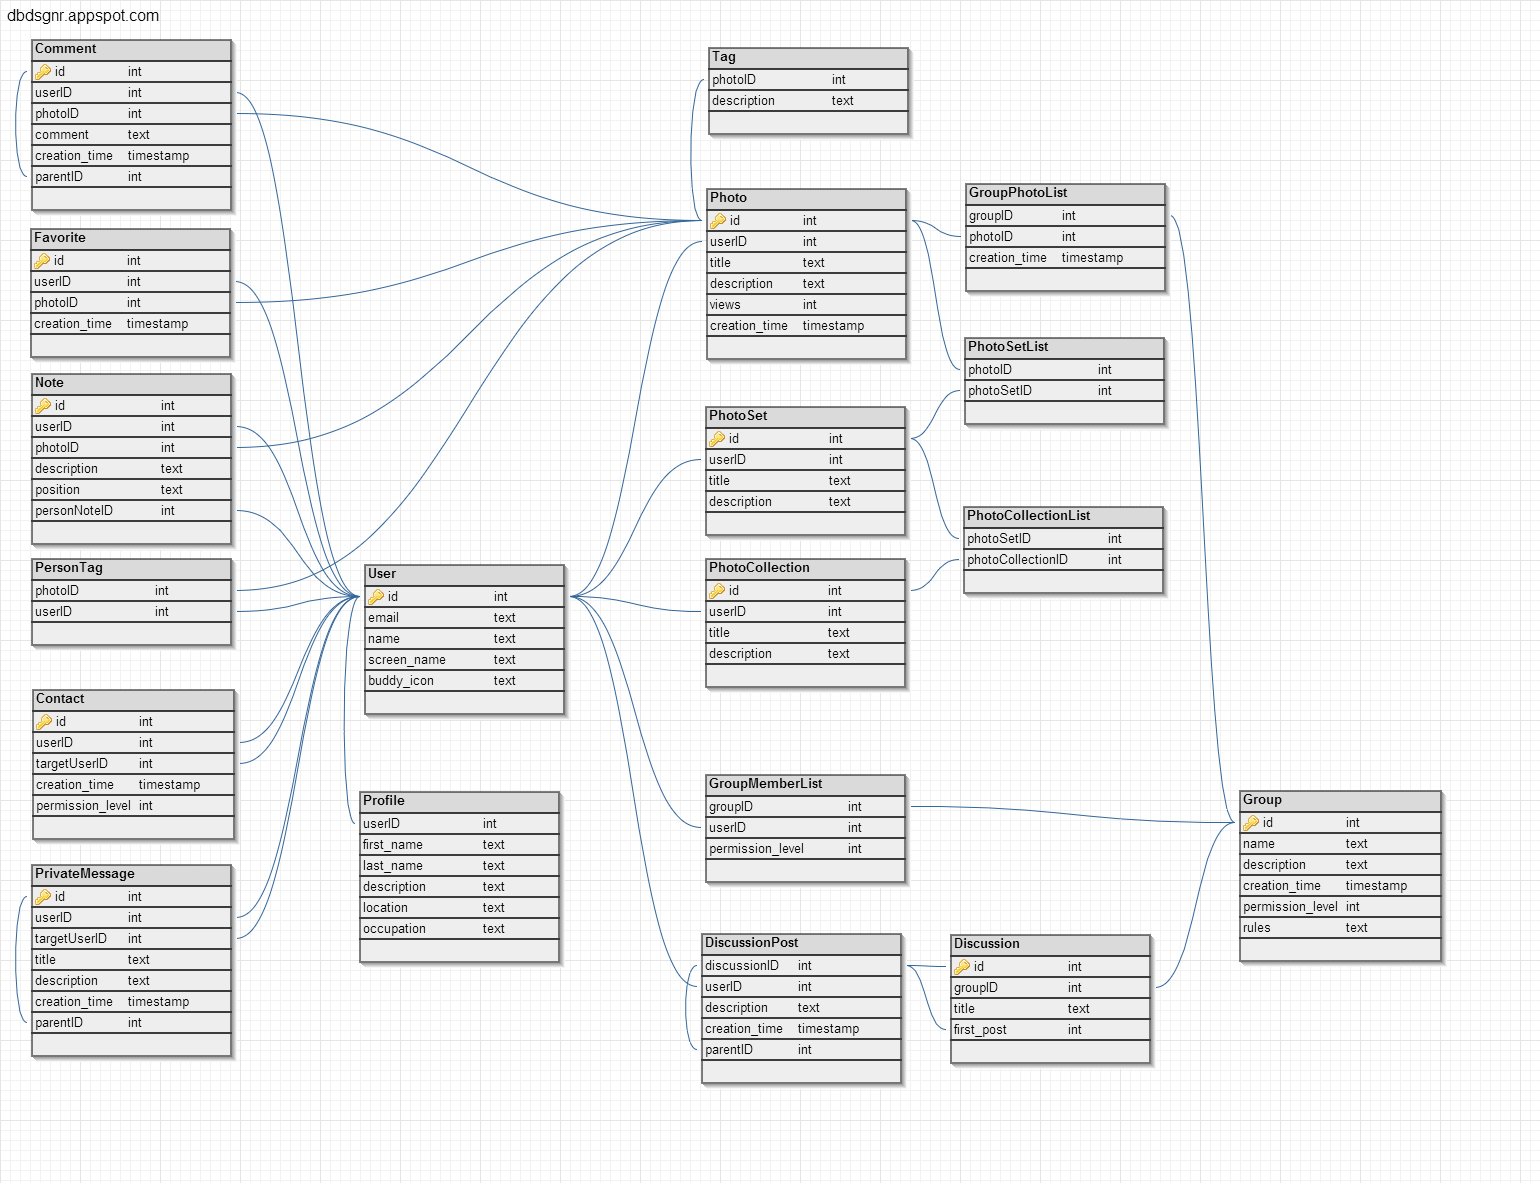 dbdsgnr.appspot.com
Comment
id int
userID int
photoID int
comment text
creation_time timestamp
parentID int
Favorite
id int
userID int
photoID int
creation_time timestamp
Note
id int
userID int
photoID int
description text
position text
personNoteID int
PersonTag
photoID int
userID int
Contact
id int
userID int
targetUserID int
creation_time timestamp
permission_level int
PrivateMessage
id int
userID int
targetUserID int
title text
description text
creation_time timestamp
parentID int
User
id int
email text
name text
screen_name text
buddy_icon text
Profile
userID int
first_name text
last_name text
description text
location text
occupation text
Tag
photoID int
description text
Photo
id int
userID int
title text
description text
views int
creation_time timestamp
PhotoSet
id int
userID int
title text
description text
PhotoCollection
id int
userID int
title text
description text
GroupMemberList
groupID int
userID int
permission_level int
DiscussionPost
discussionID int
userID int
description text
creation_time timestamp
parentID int
GroupPhotoList
groupID int
photoID int
creation_time timestamp
PhotoSetList
photoID int
photoSetID int
PhotoCollectionList
photoSetID int
photoCollectionID int
Discussion
id int
groupID int
title text
first_post int
Group
id int
name text
description text
creation_time timestamp
permission_level int
rules text